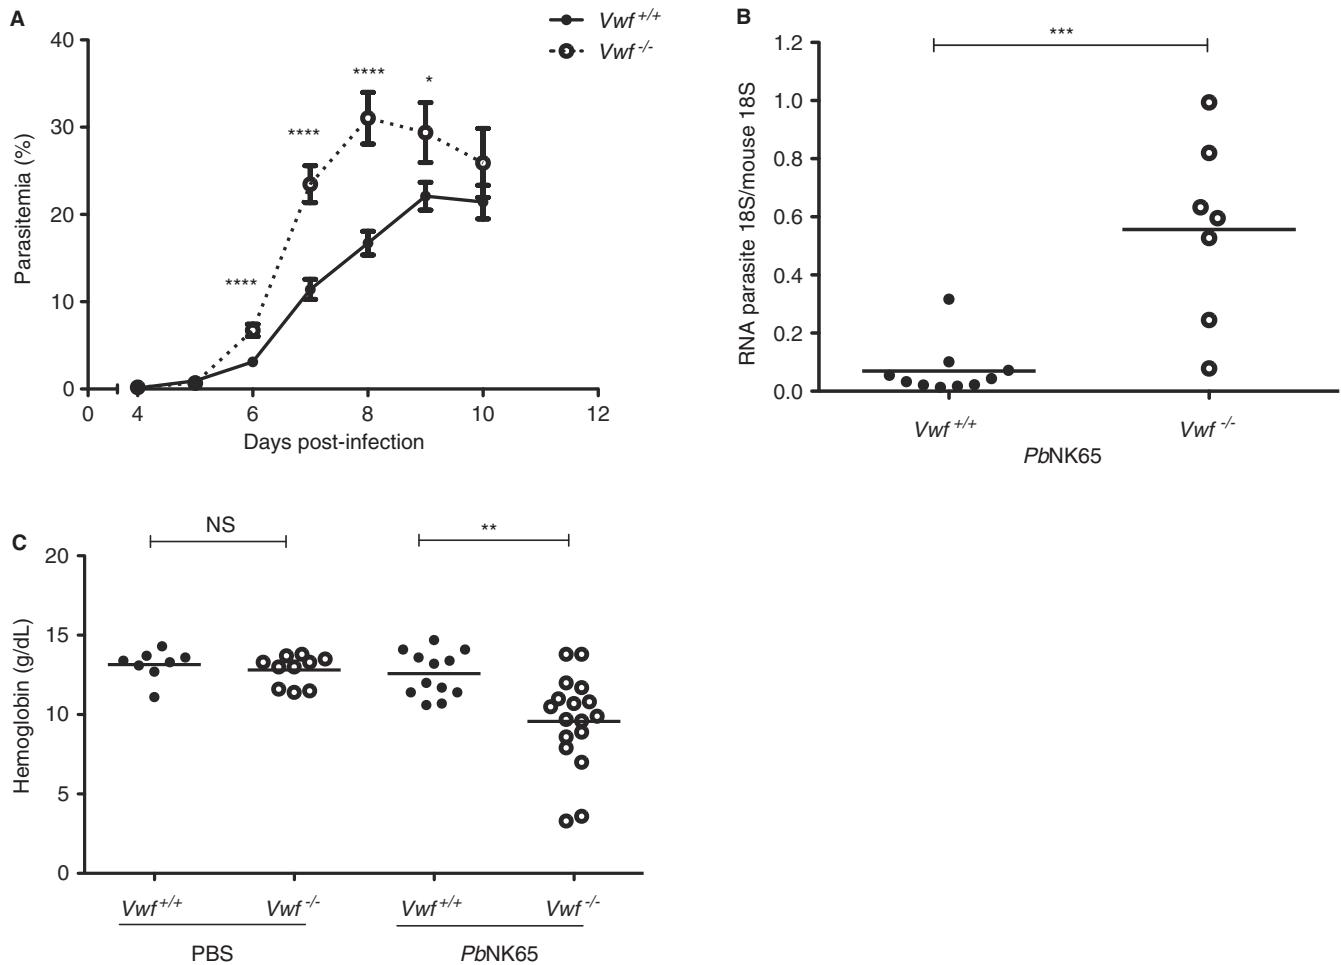 A
Vwf +/+
Vwf -/-
40
30
20
10
0
Parasitemia (%)
****
****
****
*
0 4 6 8 10 12
Days post-infection
B
***
1.2
1.0
0.8
0.6
0.4
0.2
0.0
RNA parasite 18S/mouse 18S
Vwf +/+ Vwf -/-
PbNK65
C
NS **
20
15
10
5
0
Hemoglobin (g/dL)
Vwf +/+ Vwf -/- Vwf +/+ Vwf -/-
PBS PbNK65